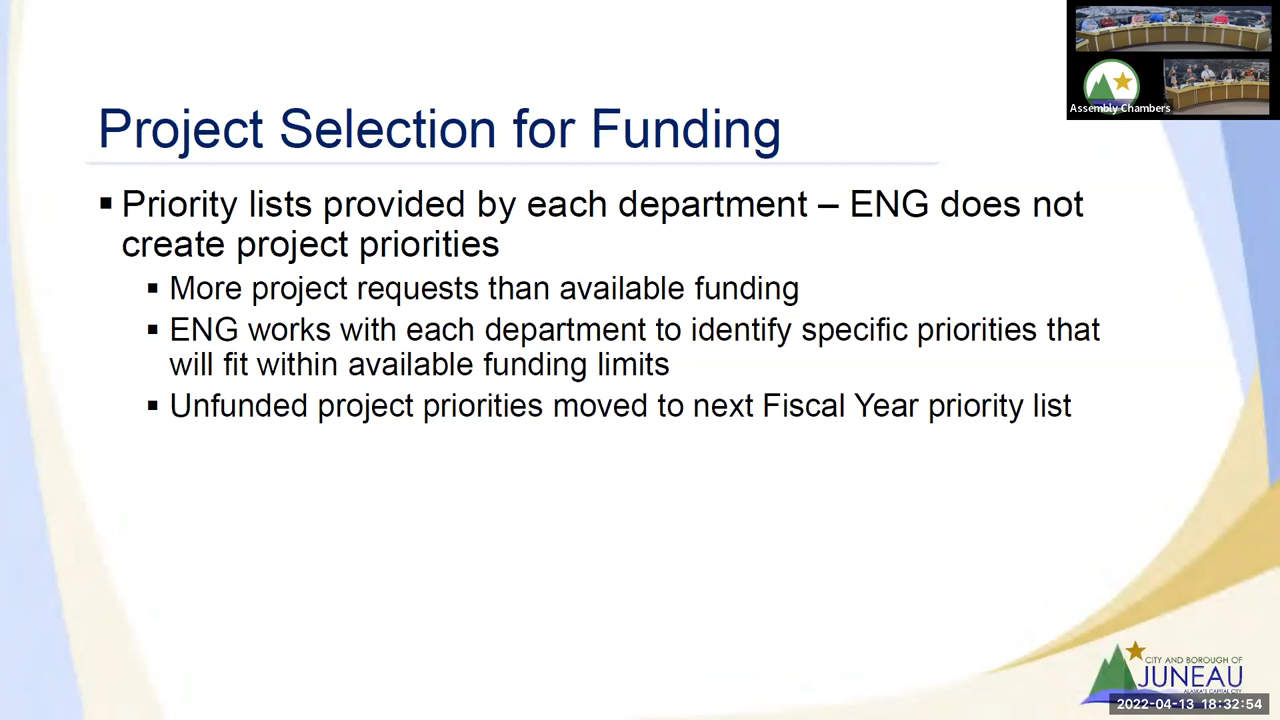 Assembly Chambers
Project Selection for Funding
▪ Priority lists provided by each department – ENG does not
create project priorities
▪ More project requests than available funding
▪ ENG works with each department to identify specific priorities that
will fit within available funding limits
▪ Unfunded project priorities moved to next Fiscal Year priority list
CITY AND BOROUGH OF
JUNEAU
ALASKA'S CAPITAL CITY
2022-04-13 18:32:54